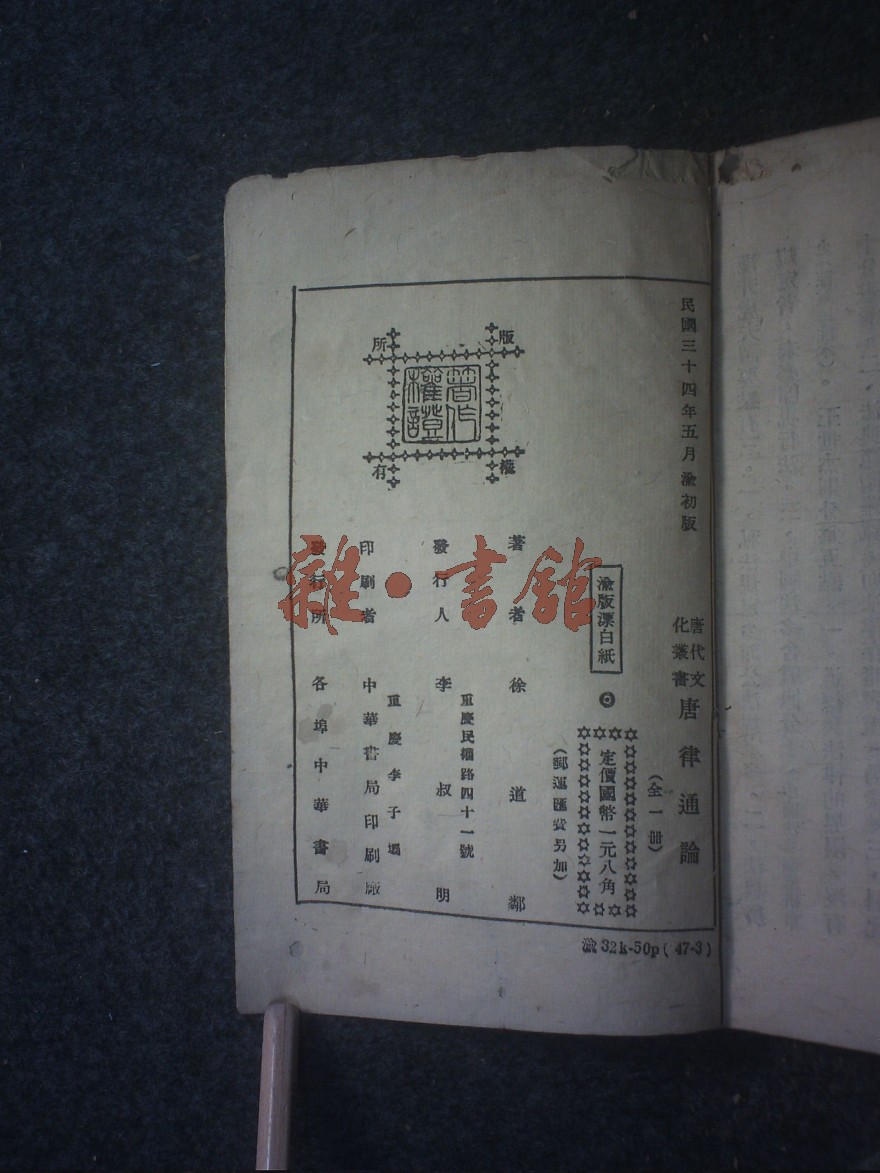 民國三十四年五月渝初版
唐代文化叢書
唐律通論
(全一册)
渝版漂白紙
定價國幣一元八角
(郵運匯費另加)
著者 徐道鄰
發行人 李叔明
重慶民權路四十一號
印刷者 中華書局印刷廠
重慶李子壩
發行所 各埠中華書局
版權所有
著作權證
渝32k-50p(47-3)
雜·書館